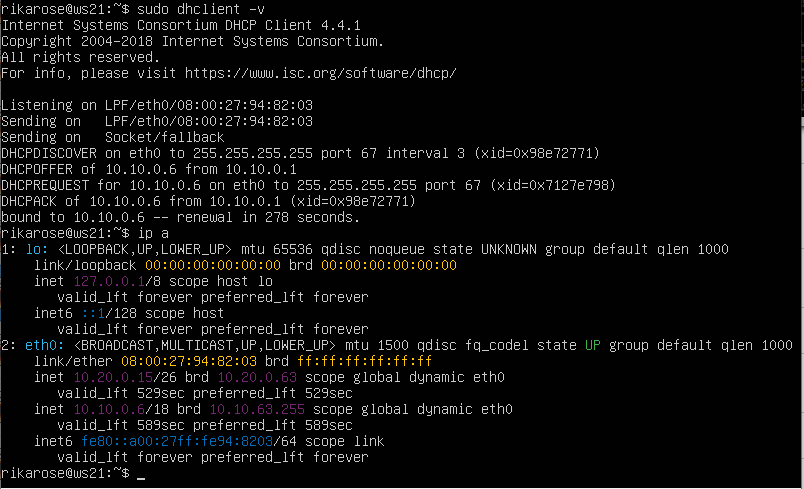 rikarose@ws21:~$ sudo dhclient -v
Internet Systems Consortium DHCP Client 4.4.1
Copyright 2004-2018 Internet Systems Consortium.
All rights reserved.
For info, please visit https://www.isc.org/software/dhcp/

Listening on LPF/eth0/08:00:27:94:82:03
Sending on   LPF/eth0/08:00:27:94:82:03
Sending on   Socket/fallback
DHCPDISCOVER on eth0 to 255.255.255.255 port 67 interval 3 (xid=0x98e72771)
DHCPOFFER of 10.10.0.6 from 10.10.0.1
DHCPREQUEST for 10.10.0.6 on eth0 to 255.255.255.255 port 67 (xid=0x7127e798)
DHCPACK of 10.10.0.6 from 10.10.0.1 (xid=0x98e72771)
bound to 10.10.0.6 -- renewal in 278 seconds.
rikarose@ws21:~$ ip a
1: lo: <LOOPBACK,UP,LOWER_UP> mtu 65536 qdisc noqueue state UNKNOWN group default qlen 1000
    link/loopback 00:00:00:00:00:00 brd 00:00:00:00:00:00
    inet 127.0.0.1/8 scope host lo
       valid_lft forever preferred_lft forever
    inet6 ::1/128 scope host
       valid_lft forever preferred_lft forever
2: eth0: <BROADCAST,MULTICAST,UP,LOWER_UP> mtu 1500 qdisc fq_codel state UP group default qlen 1000
    link/ether 08:00:27:94:82:03 brd ff:ff:ff:ff:ff:ff
    inet 10.20.0.15/26 brd 10.20.0.63 scope global dynamic eth0
       valid_lft 529sec preferred_lft 529sec
    inet 10.10.0.6/18 brd 10.10.63.255 scope global dynamic eth0
       valid_lft 589sec preferred_lft 589sec
    inet6 fe80::a00:27ff:fe94:8203/64 scope link
       valid_lft forever preferred_lft forever
rikarose@ws21:~$ _